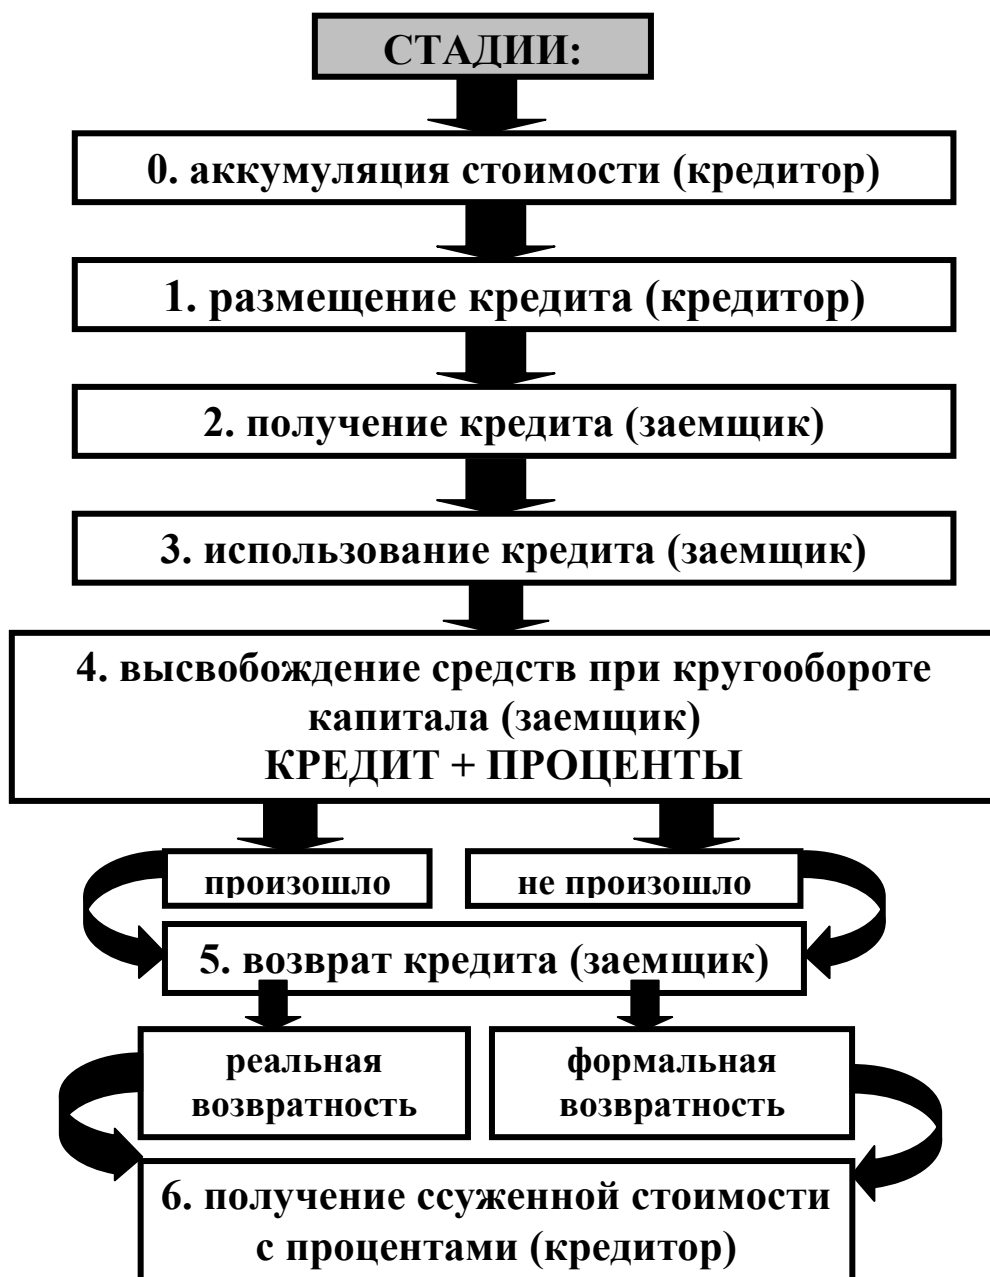 СТАДИИ:
0. аккумуляция стоимости (кредитор)
1. размещение кредита (кредитор)
2. получение кредита (заемщик)
3. использование кредита (заемщик)
4. высвобождение средств при кругообороте
капитала (заемщик)
КРЕДИТ + ПРОЦЕНТЫ
произошло
не произошло
5. возврат кредита (заемщик)
реальная
возвратность
формальная
возвратность
6. получение ссуженной стоимости
с процентами (кредитор)